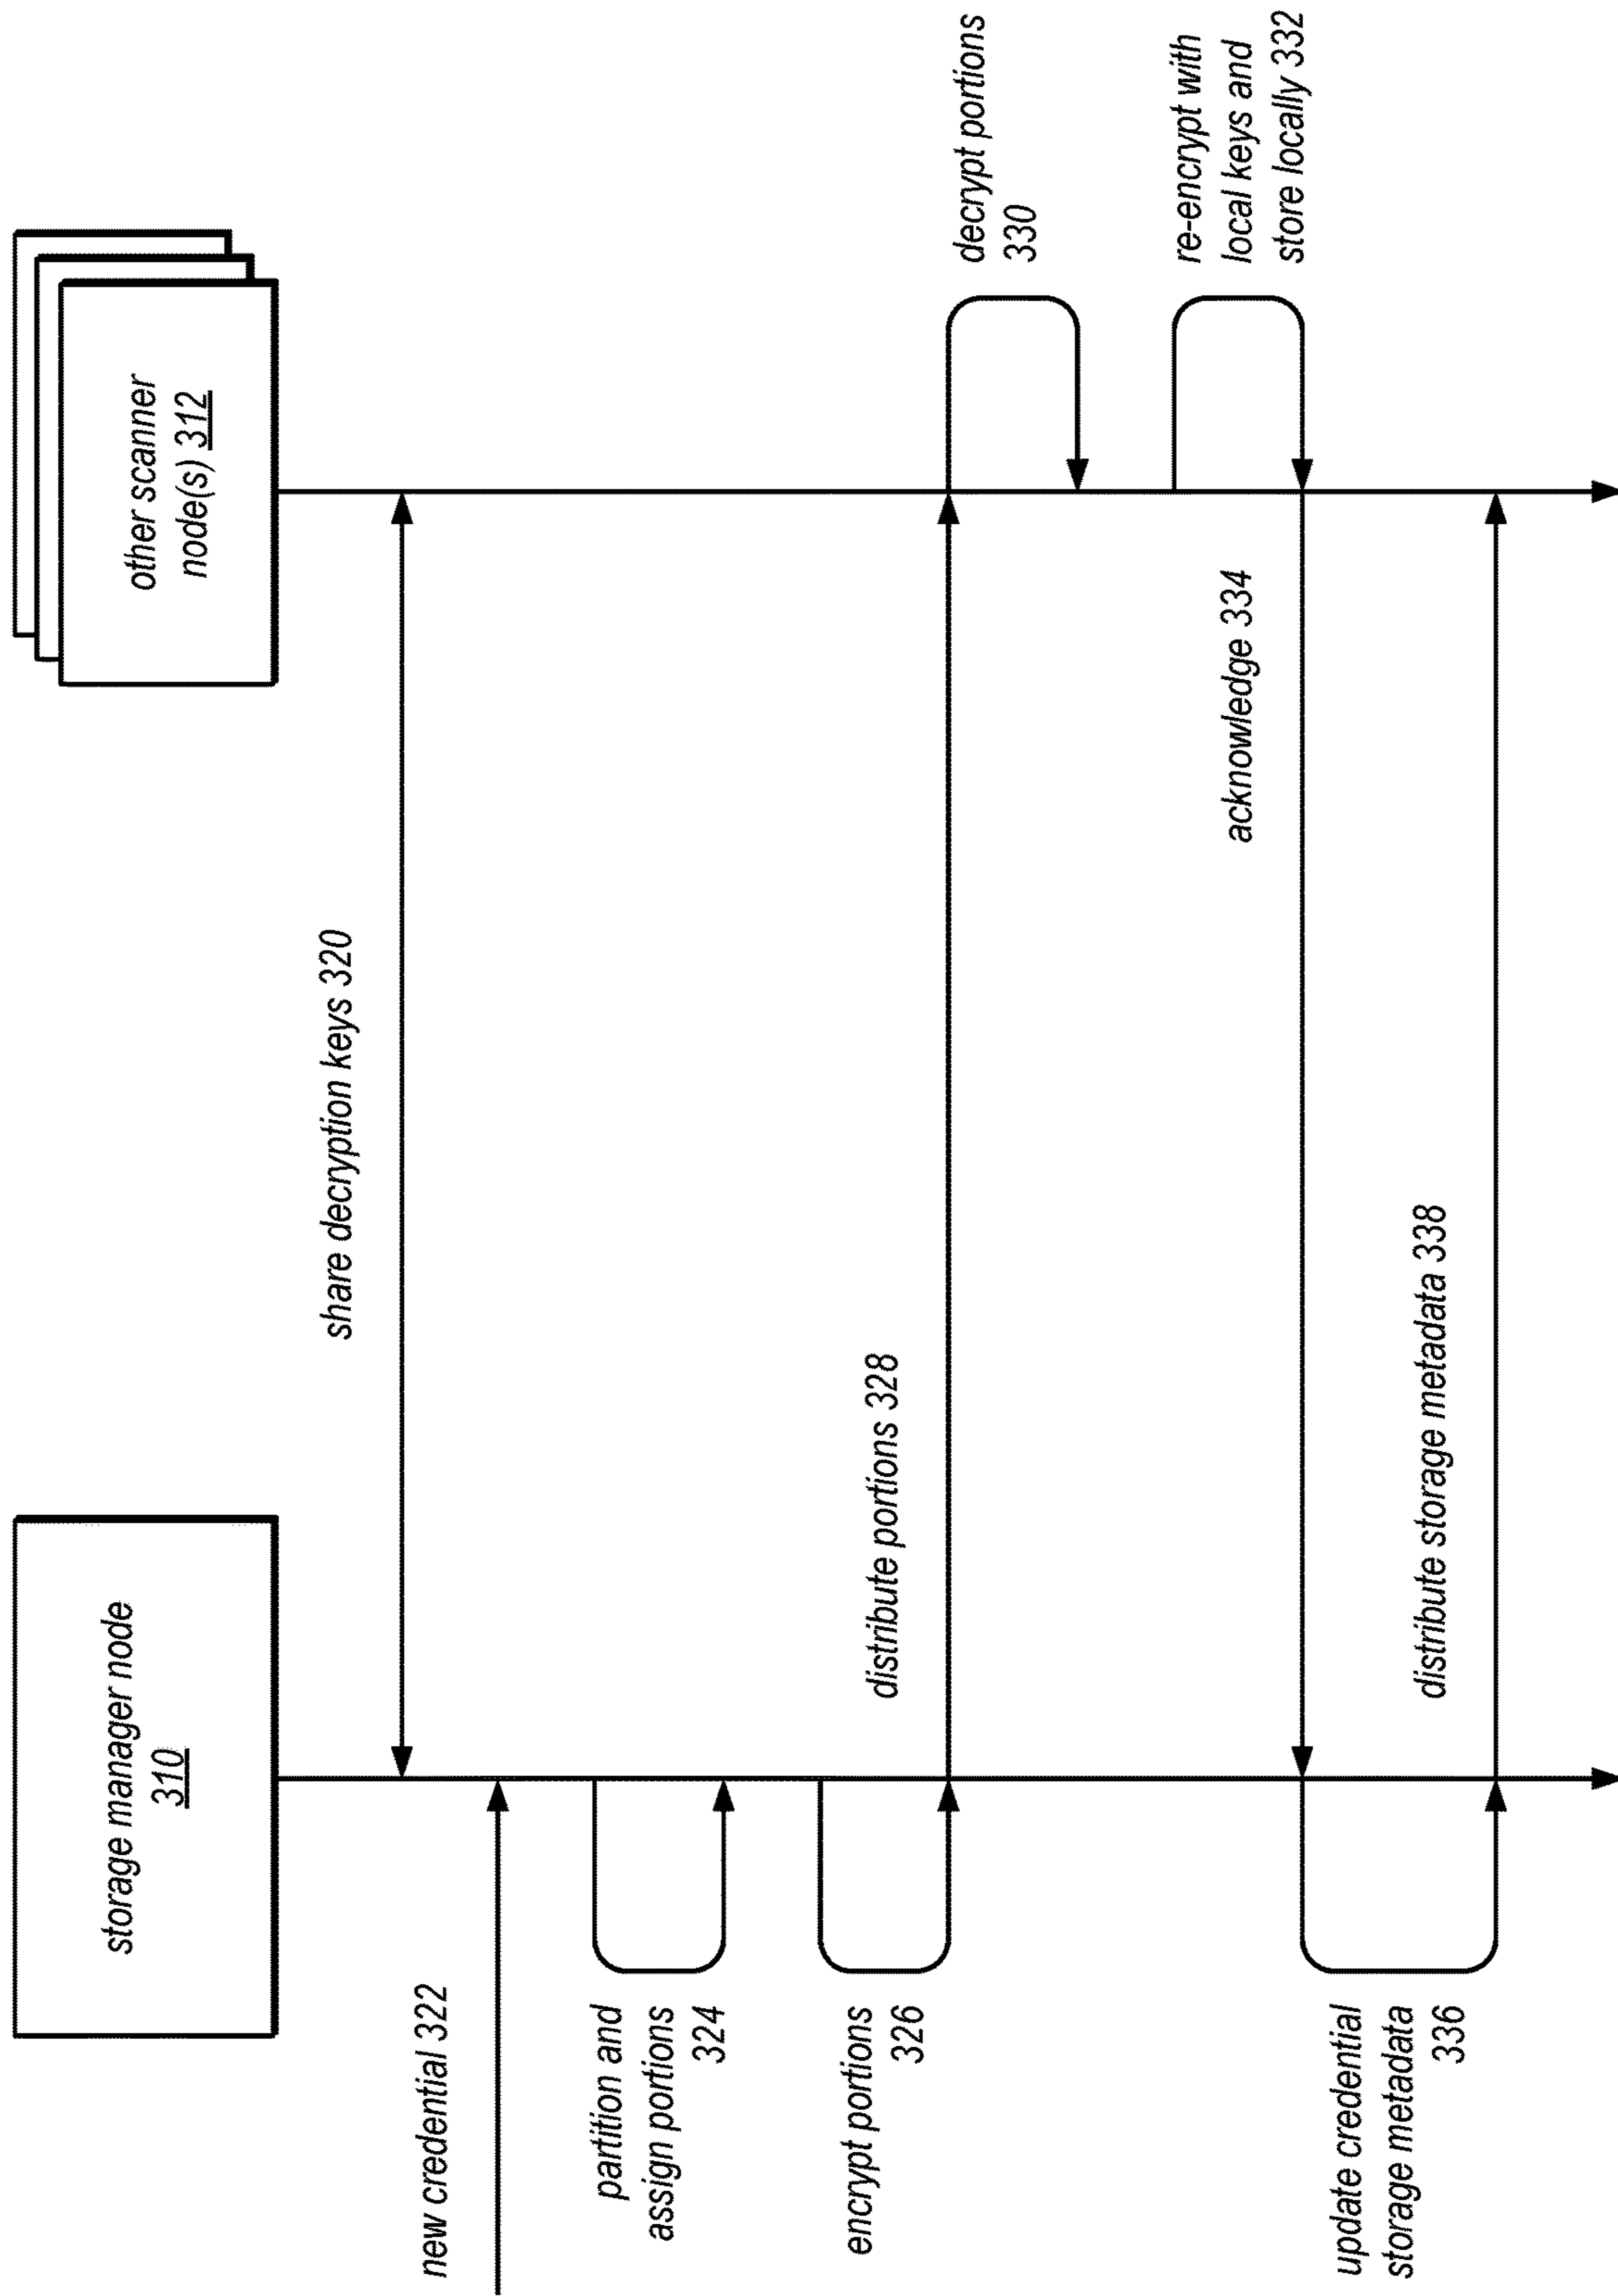 storage manager node
310
other scanner
node(s) 312
share decryption keys 320
new credential 322
partition and
assign portions
324
encrypt portions
326
distribute portions 328
decrypt portions
330
re-encrypt with
local keys and
store locally 332
acknowledge 334
update credential
storage metadata
336
distribute storage metadata 338